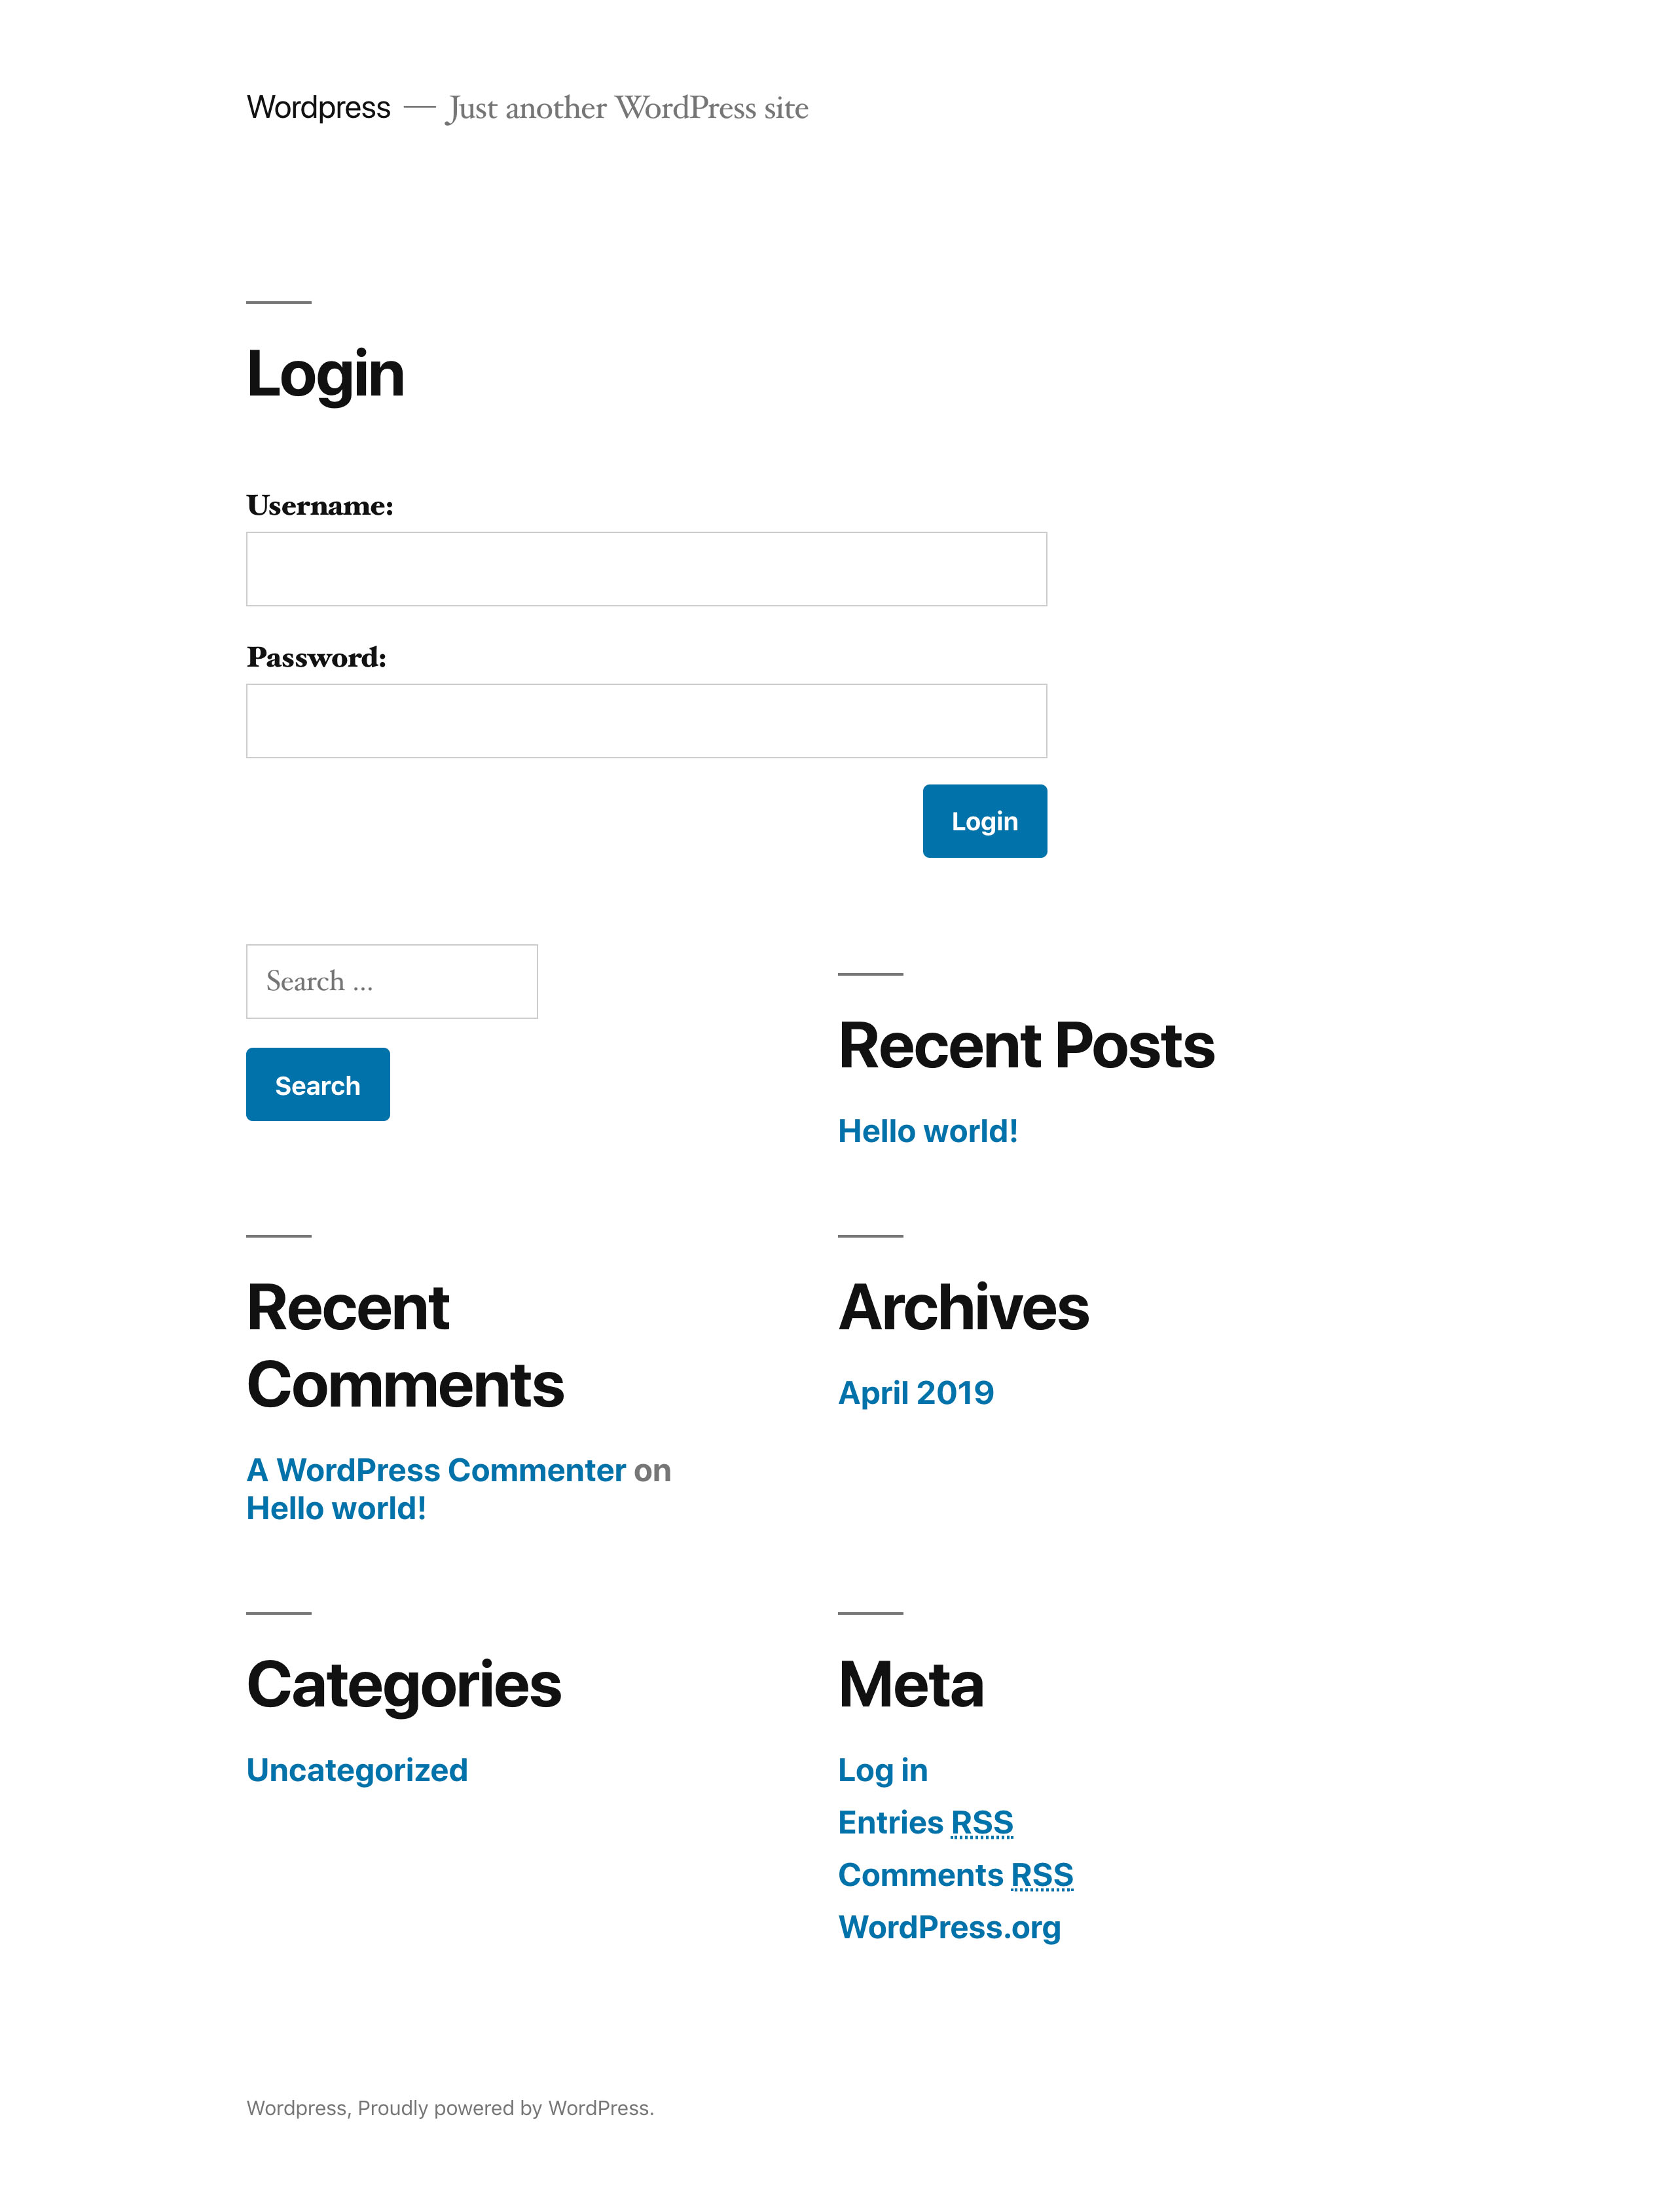 Wordpress — Just another WordPress site
Login
Username:
Password:
Login
Search …
Search
Recent Posts
Hello world!
Recent
Comments
A WordPress Commenter on
Hello world!
Archives
April 2019
Categories
Uncategorized
Meta
Log in
Entries RSS
Comments RSS
WordPress.org
Wordpress, Proudly powered by WordPress.